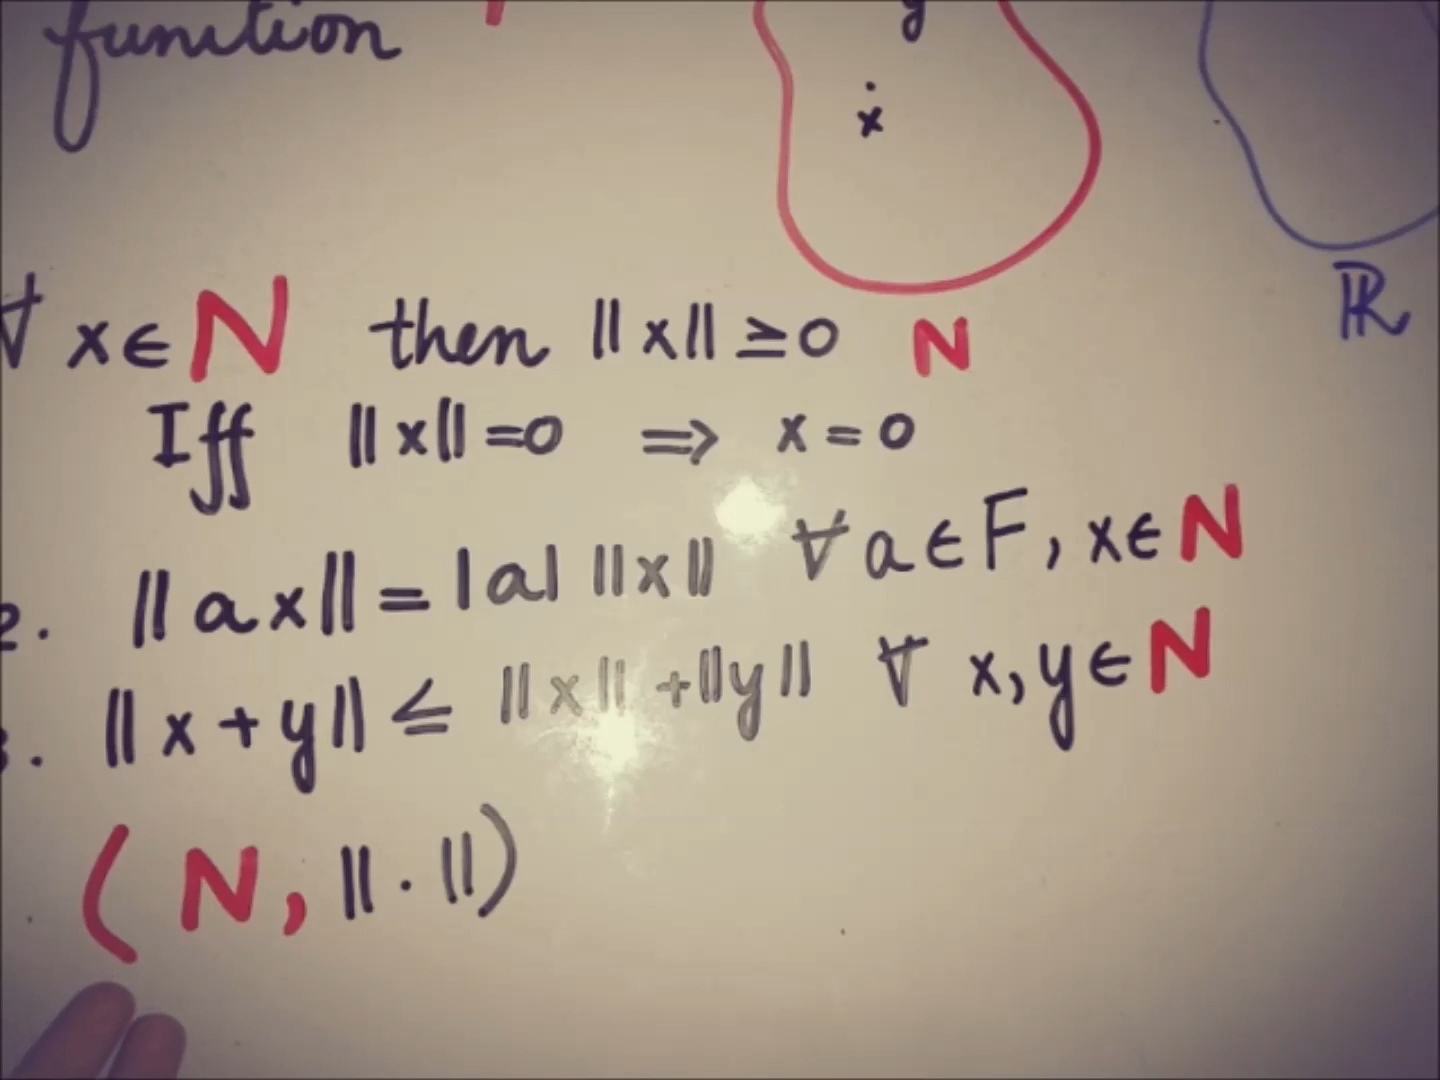 function
y
x
ℝ
∀ x ∈ N then ||x|| ≥ 0 N
Iff ||x|| = 0 ⇒ x = 0
2. ||ax|| = |a| ||x|| ∀ a ∈ F, x ∈ N
3. ||x + y|| ≤ ||x|| + ||y|| ∀ x, y ∈ N
(N, ||·||)